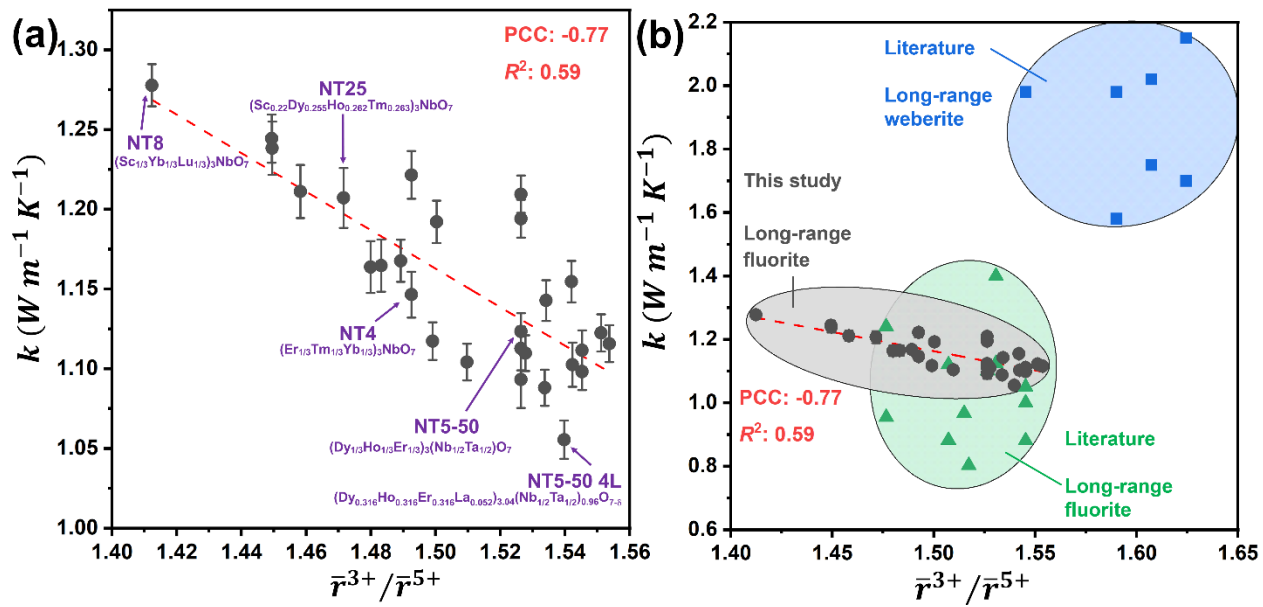 (a)
PCC: -0.77
R²: 0.59
NT25
(Sc₀.₂₂Dy₀.₂₅₅Ho₀.₂₆₂Tm₀.₂₆₃)₃NbO₇
NT8
(Sc₁/₃Yb₁/₃Lu₁/₃)₃NbO₇
NT4
(Er₁/₃Tm₁/₃Yb₁/₃)₃NbO₇
NT5-50
(Dy₁/₃Ho₁/₃Er₁/₃)₃(Nb₁/₂Ta₁/₂)O₇
NT5-50 4L
(Dy₀.₃₁₆Ho₀.₃₁₆Er₀.₃₁₆La₀.₀₅₂)₃.₀₄(Nb₁/₂Ta₁/₂)₀.₉₆O₇₋δ
k (W m⁻¹ K⁻¹)
1.30
1.25
1.20
1.15
1.10
1.05
1.00
1.40 1.42 1.44 1.46 1.48 1.50 1.52 1.54 1.56
r̄³⁺/r̄⁵⁺
(b)
Literature
Long-range
weberite
This study
Long-range
fluorite
PCC: -0.77
R²: 0.59
Literature
Long-range
fluorite
k (W m⁻¹ K⁻¹)
2.2
2.0
1.8
1.6
1.4
1.2
1.0
0.8
0.6
1.40 1.45 1.50 1.55 1.60 1.65
r̄³⁺/r̄⁵⁺